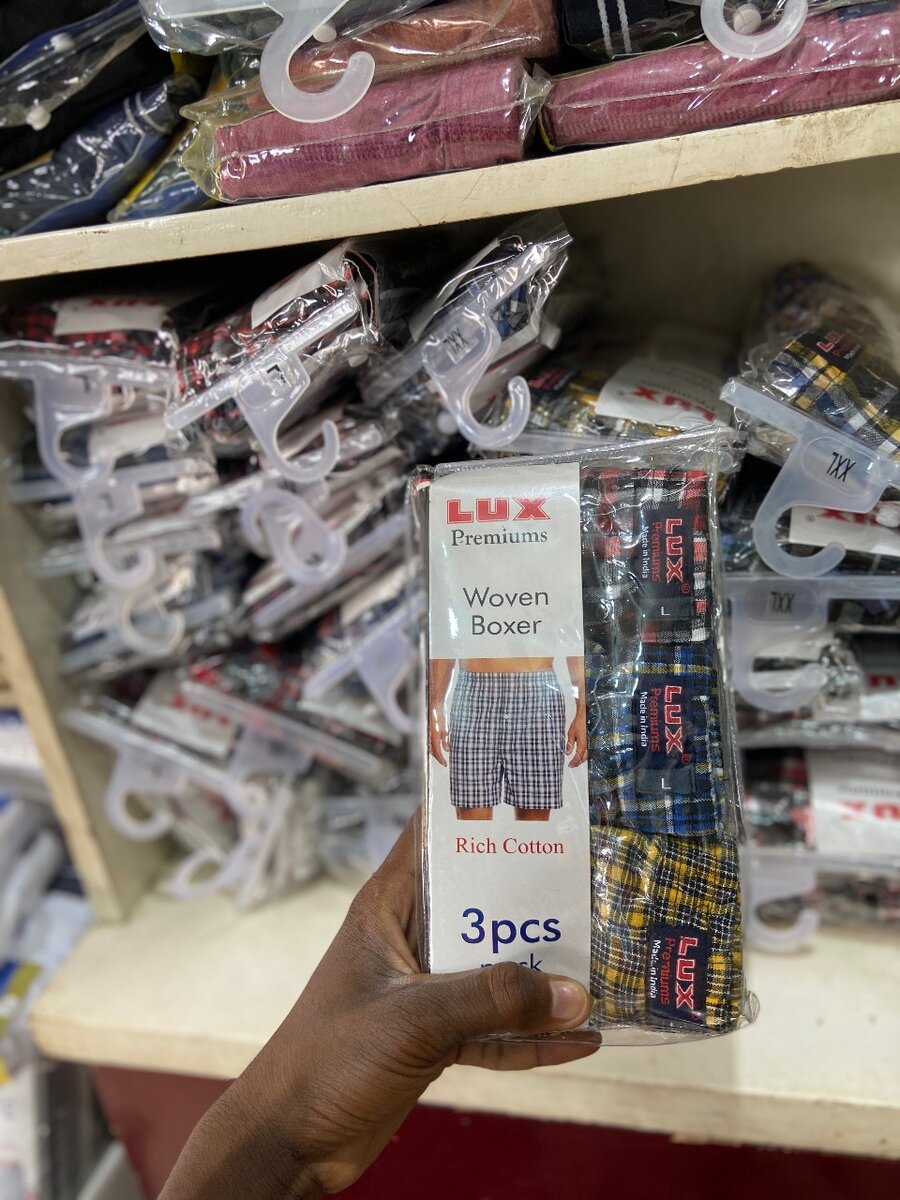 XXL
XXL
LUX
XXL
LUX
Premiums
Woven
Boxer
Rich Cotton
3pcs
LUX®
Premiums
Made in India
L
LUX®
Premiums
Made in India
L
LUX®
Premiums
Made in India